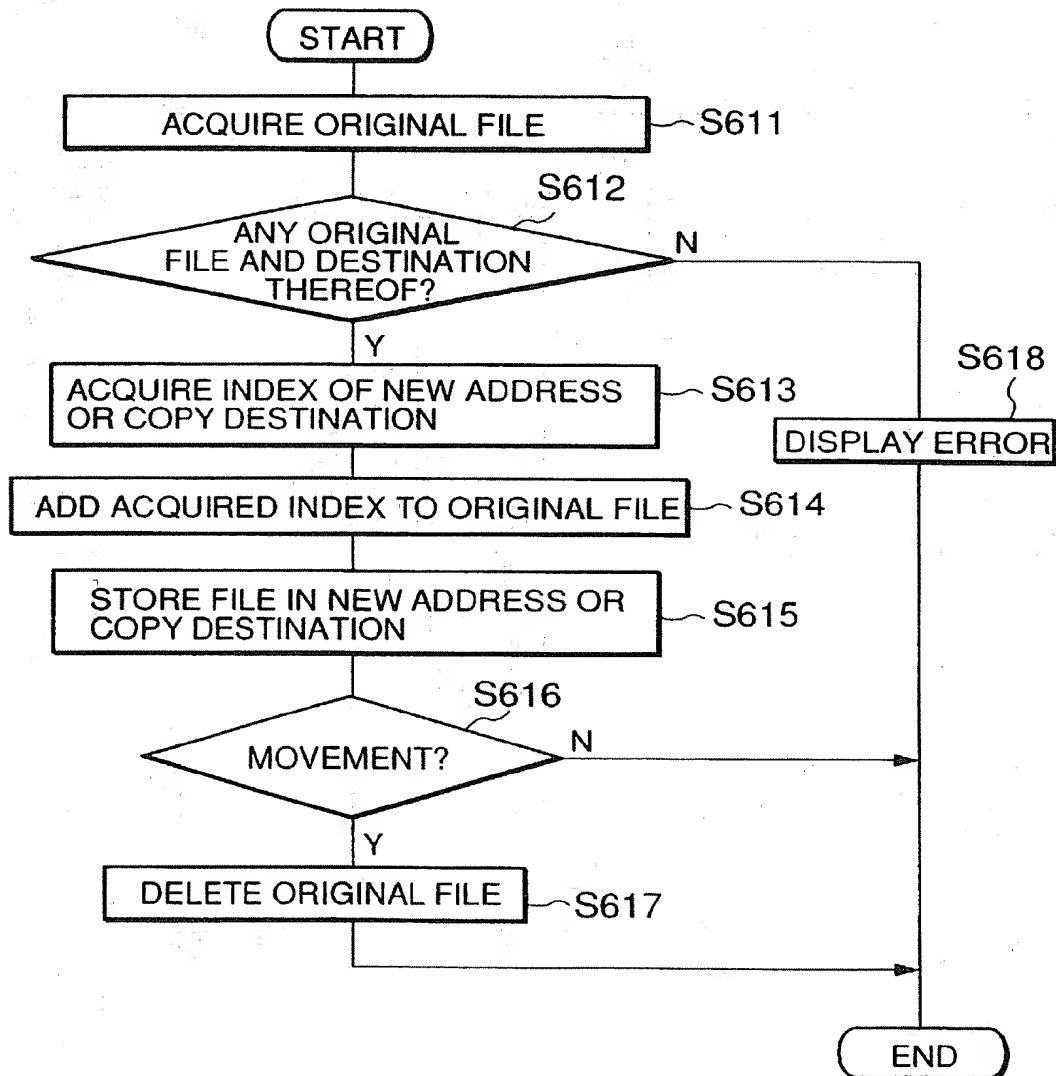 START
ACQUIRE ORIGINAL FILE
S611
S612
ANY ORIGINAL
FILE AND DESTINATION
THEREOF?
N
Y
S618
ACQUIRE INDEX OF NEW ADDRESS
OR COPY DESTINATION
S613
DISPLAY ERROR
ADD ACQUIRED INDEX TO ORIGINAL FILE
S614
STORE FILE IN NEW ADDRESS OR
COPY DESTINATION
S615
S616
MOVEMENT?
N
Y
DELETE ORIGINAL FILE
S617
END